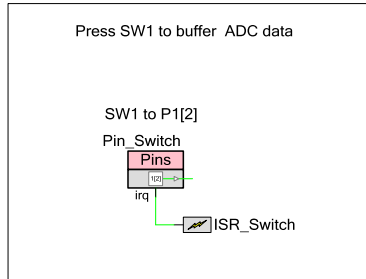 Press SW1 to buffer ADC data
SW1 to P1[2]
Pin_Switch
Pins
1[2]
irq
ISR_Switch